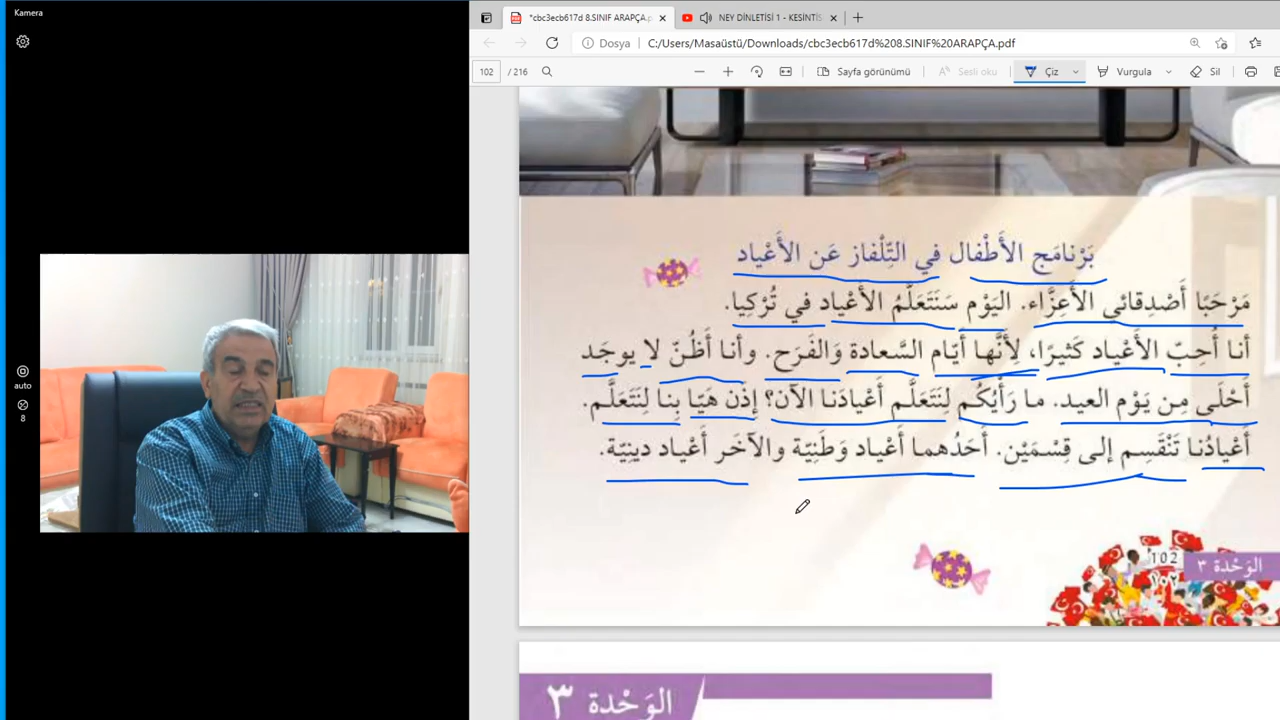 Kamera
auto
8
*cbc3ecb617d 8.SINIF ARAPÇA.p
NEY DİNLETİSİ 1 - KESİNTİS
Dosya
C:/Users/Masaüstü/Downloads/cbc3ecb617d%208.SINIF%20ARAPÇA.pdf
102 / 216
Sayfa görünümü
Sesli oku
Çiz
Vurgula
Sil
بَرْنامَج الأَطْفال في التِّلْفاز عَن الأَعْياد
مَرْحَبًا أَصْدِقائي الأَعِزَّاء. اليَوْم سَنَتَعَلَّمُ الأَعْياد في تُرْكِيا.
أنا أُحِبّ الأَعْياد كَثيرًا، لِأَنَّها أَيّام السَّعادة وَالفَرَح. وأنا أَظُنّ لا يوجَد
أَحْلَى مِن يَوْم العيد. ما رَأْيُكُم لِنَتَعَلَّم أَعْيادَنا الآن؟ إذَن هَيَا بِنا لِنَتَعَلَّم.
أَعْيادُنا تَنْقَسِم إلى قِسْمَيْن. أَحَدُهما أَعْياد وَطَنِيّة والآخَر أَعْياد دينِيّة.
102
١٠٢
الوَحْدة ٣
الوَحْدة ٣